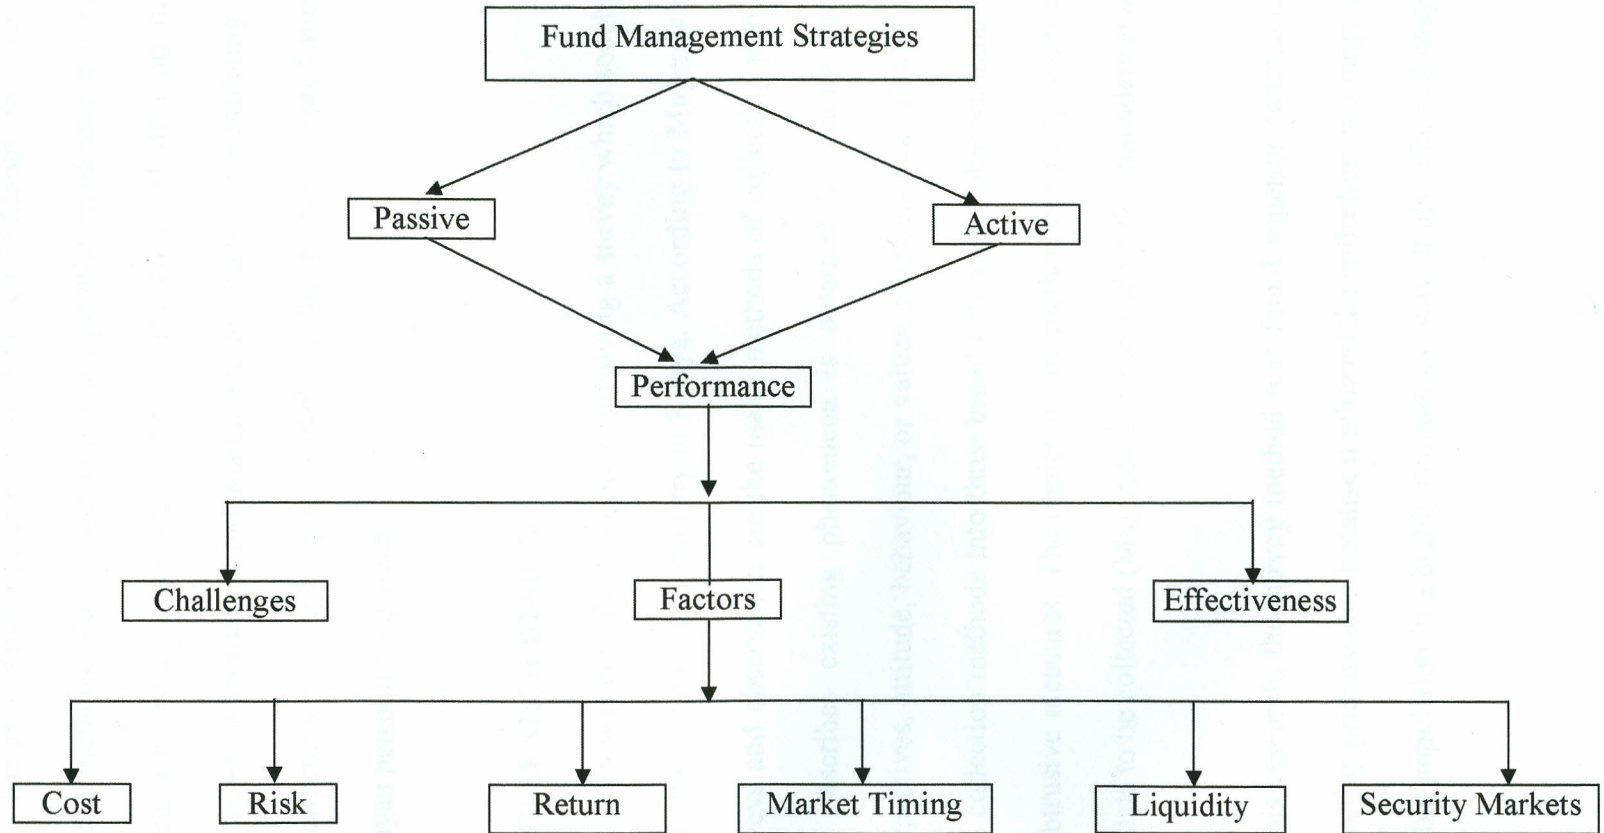 Fund Management Strategies
Passive
Active
Performance
Challenges
Factors
Effectiveness
Cost
Risk
Return
Market Timing
Liquidity
Security Markets